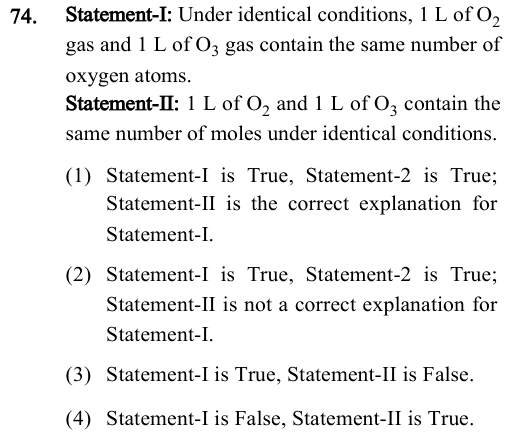 74. Statement-I: Under identical conditions, 1 L of O₂
gas and 1 L of O₃ gas contain the same number of
oxygen atoms.
Statement-II: 1 L of O₂ and 1 L of O₃ contain the
same number of moles under identical conditions.
(1) Statement-I is True, Statement-2 is True;
Statement-II is the correct explanation for
Statement-I.
(2) Statement-I is True, Statement-2 is True;
Statement-II is not a correct explanation for
Statement-I.
(3) Statement-I is True, Statement-II is False.
(4) Statement-I is False, Statement-II is True.